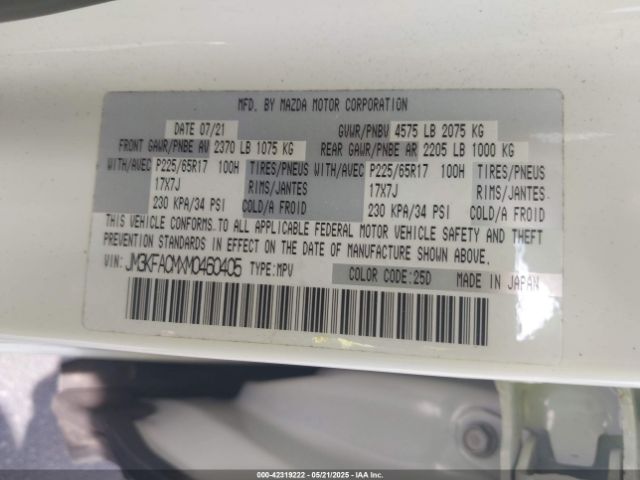 MFD. BY MAZDA MOTOR CORPORATION
DATE 07/21 GVWR/PNBV 4575 LB 2075 KG
FRONT GAWR/PNBE AV 2370 LB 1075 KG REAR GAWR/PNBE AR 2205 LB 1000 KG
WITH/AVEC P225/65R17 100H TIRES/PNEUS WITH/AVEC P225/65R17 100H TIRES/PNEUS
17X7J RIMS/JANTES 17X7J RIMS/JANTES
230 KPA/34 PSI COLD/A FROID 230 KPA/34 PSI COLD/A FROID
THIS VEHICLE CONFORMS TO ALL APPLICABLE FEDERAL MOTOR VEHICLE SAFETY AND THEFT
PREVENTION STANDARDS IN EFFECT ON THE DATE OF MANUFACTURE SHOWN ABOVE.
VIN: JM3KFACMXM0460405 TYPE:MPV COLOR CODE:25D MADE IN JAPAN
00-42319222 05/21/2025 IAA Inc.